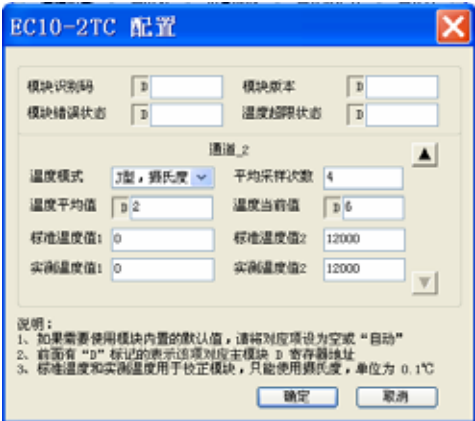 EC10-2TC 配置
模块识别码 D 模块版本 D
模块错误状态 D 温度超限状态 D
通道_2
温度模式 J型，摄氏度 平均采样次数 4
温度平均值 D 2 温度当前值 D 6
标准温度值1 0 标准温度值2 12000
实测温度值1 0 实测温度值2 12000
说明：
1、如果需要使用模块内置的默认值，请将对应项设为空或“自动”
2、前面有“D”标记的表示该项对应主模块 D 寄存器地址
3、标准温度和实测温度用于校正模块，只能使用摄氏度，单位为 0.1℃
确定 取消